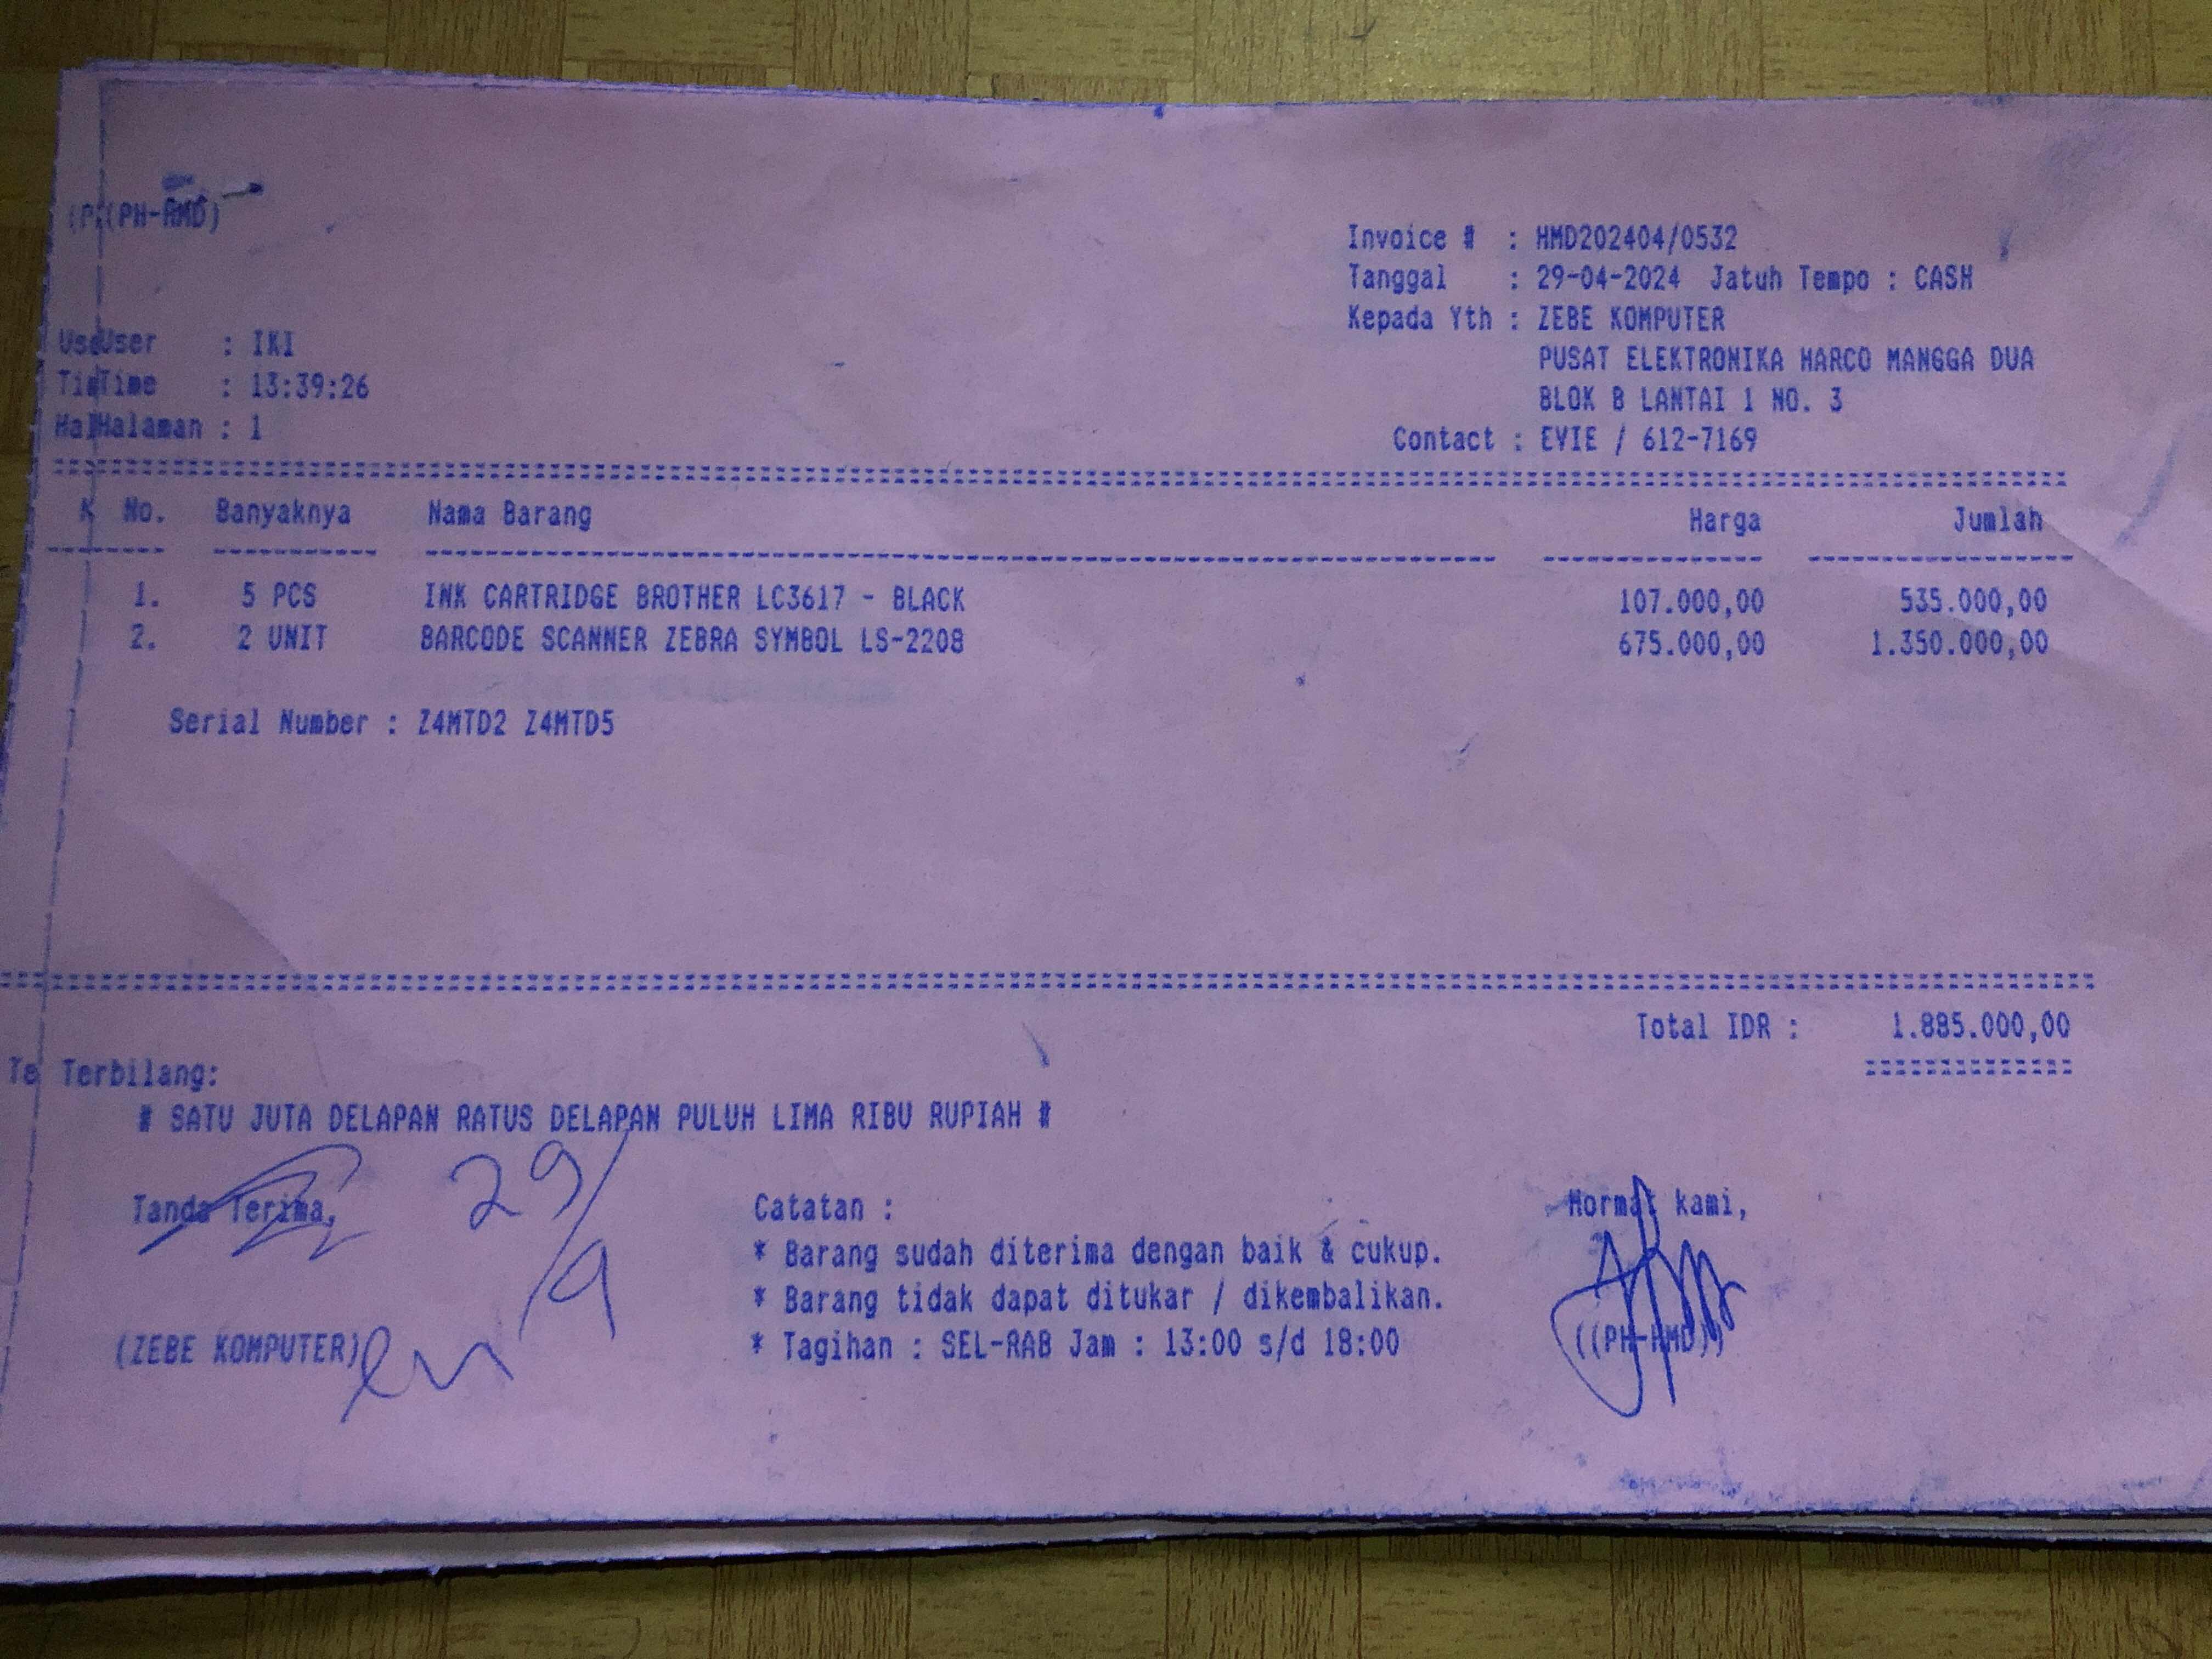 (PH-HMD)
Invoice # : HMD202404/0532
Tanggal : 29-04-2024 Jatuh Tempo : CASH
Kepada Yth : ZEBE KOMPUTER
User : IKI
PUSAT ELEKTRONIKA HARCO MANGGA DUA
Time : 13:39:26
BLOK B LANTAI 1 NO. 3
Halaman : 1
Contact : EVIE / 612-7169
No. Banyaknya Nama Barang Harga Jumlah
1. 5 PCS INK CARTRIDGE BROTHER LC3617 - BLACK 107.000,00 535.000,00
2. 2 UNIT BARCODE SCANNER ZEBRA SYMBOL LS-2208 675.000,00 1.350.000,00
Serial Number : Z4MTD2 Z4MTD5
Total IDR : 1.885.000,00
Terbilang:
# SATU JUTA DELAPAN RATUS DELAPAN PULUH LIMA RIBU RUPIAH #
29/
Tanda Terima, Catatan : Hormat kami,
* Barang sudah diterima dengan baik & cukup.
* Barang tidak dapat ditukar / dikembalikan.
(ZEBE KOMPUTER) * Tagihan : SEL-RAB Jam : 13:00 s/d 18:00 ((PH-HMD))